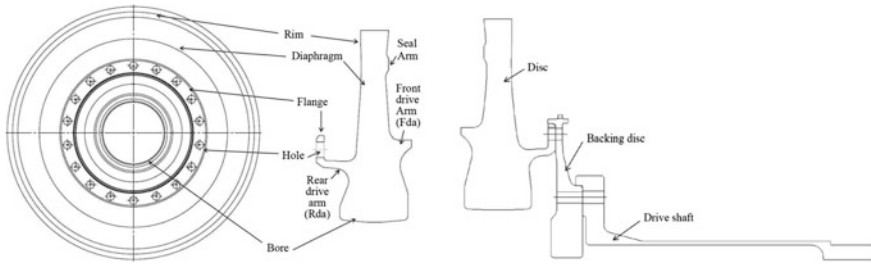 Rim
Diaphragm
Flange
Hole
Rear
drive
arm
(Rda)
Bore
Seal
Arm
Front
drive
Arm
(Fda)
Disc
Backing disc
Drive shaft